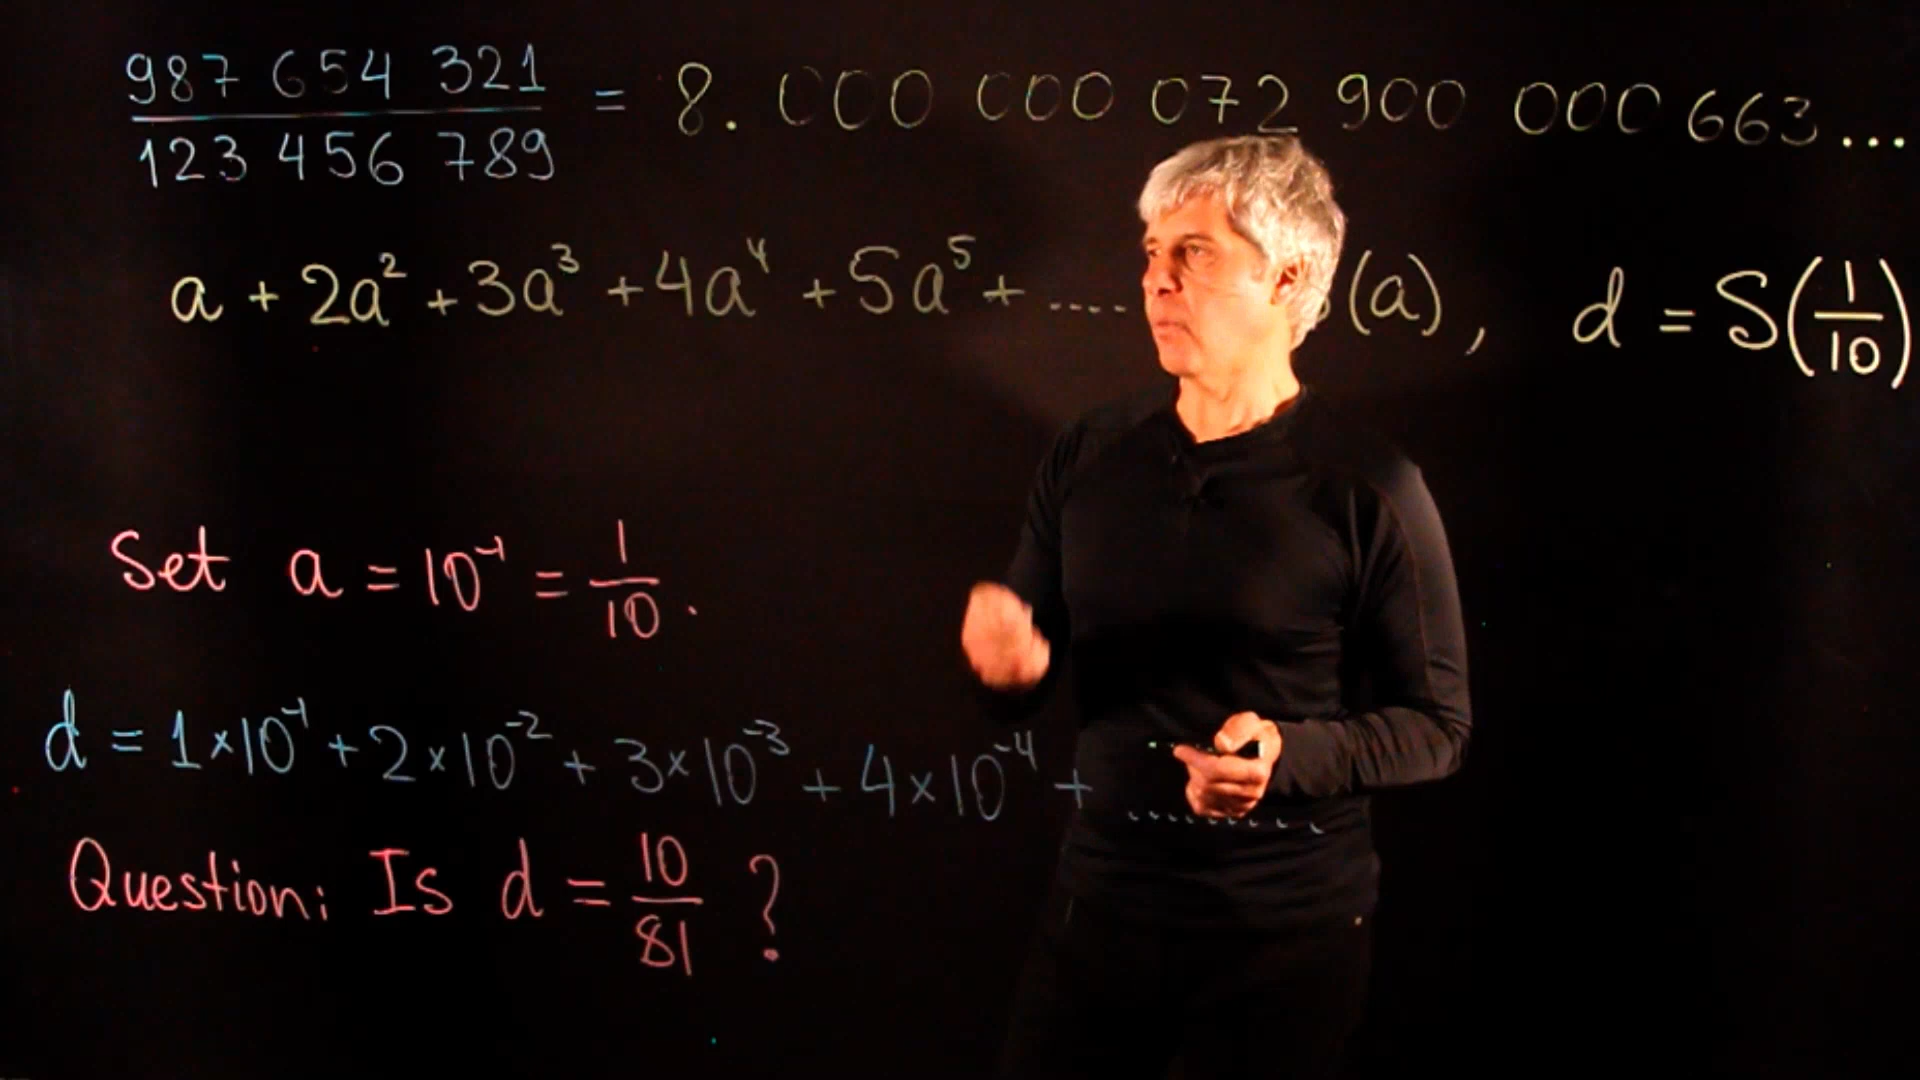 987 654 321
123 456 789 = 8. 000 000 072 900 000 663...
a + 2a² + 3a³ + 4a⁴ + 5a⁵ + .... (a), d = S(1/10)
Set a = 10⁻¹ = 1/10.
d = 1×10⁻¹ + 2×10⁻² + 3×10⁻³ + 4×10⁻⁴ + ........
Question: Is d = 10/81 ?